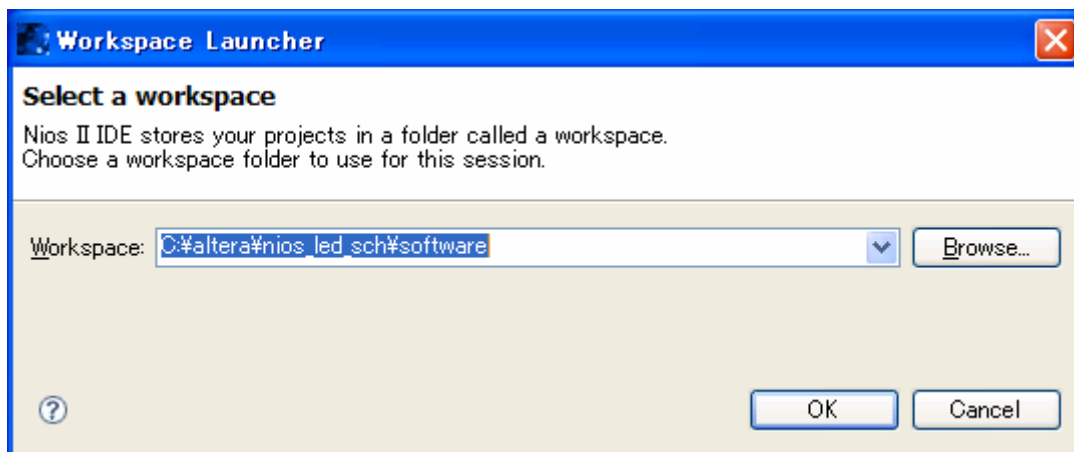 Workspace Launcher
Select a workspace
Nios II IDE stores your projects in a folder called a workspace.
Choose a workspace folder to use for this session.
Workspace: C:¥altera¥nios_led_sch¥software Browse...
? OK Cancel